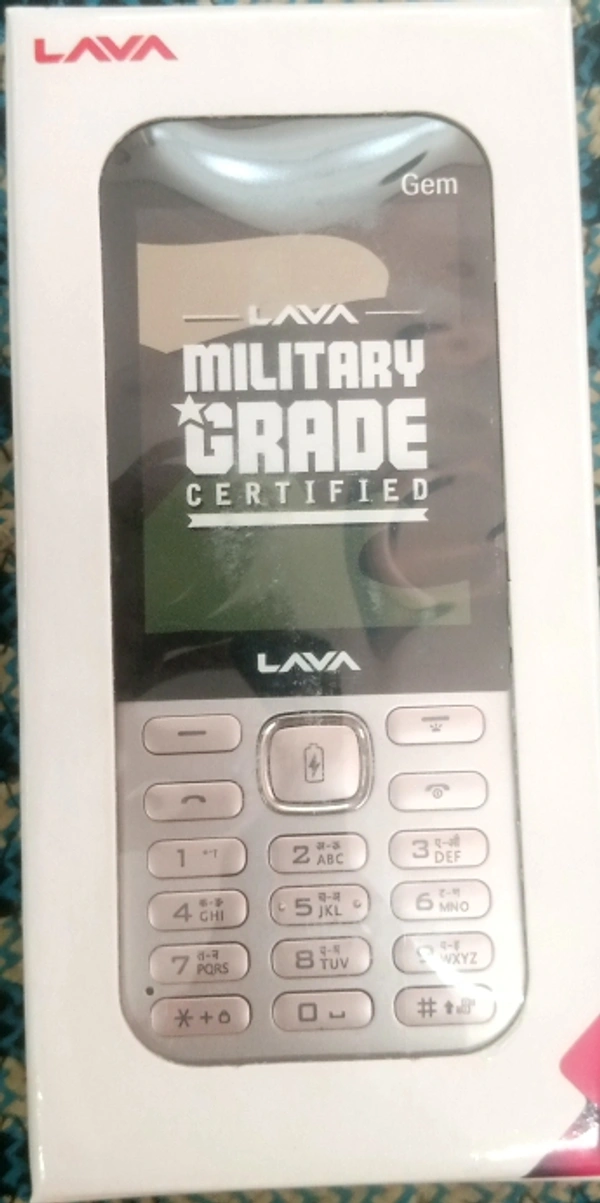 LAVA
Gem
LAVA
MILITARY
GRADE
CERTIFIED
LAVA
1
2 अ-अः ABC
3 ए-औ DEF
4 क-ङ GHI
5 च-ञ JKL
6 ट-ण MNO
7 त-न PQRS
8 प-म TUV
9 WXYZ
* +
0
#